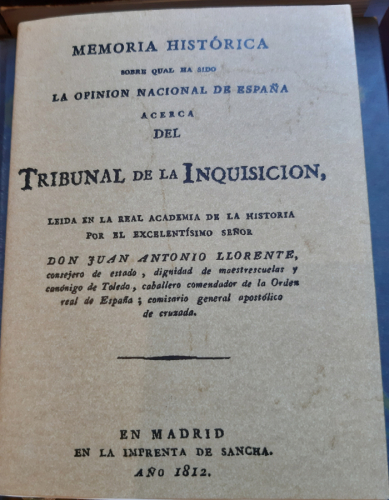 MEMORIA HISTÓRICA
SOBRE QUAL HA SIDO
LA OPINION NACIONAL DE ESPAÑA
ACERCA
DEL
TRIBUNAL DE LA INQUISICION,
LEIDA EN LA REAL ACADEMIA DE LA HISTORIA
POR EL EXCELENTÍSIMO SEÑOR
DON JUAN ANTONIO LLORENTE,
consejero de estado, dignidad de maestrescuelas y
canónigo de Toledo, caballero comendador de la Orden
real de España; comisario general apostólico
de cruzada.
EN MADRID
EN LA IMPRENTA DE SANCHA.
AÑO 1812.